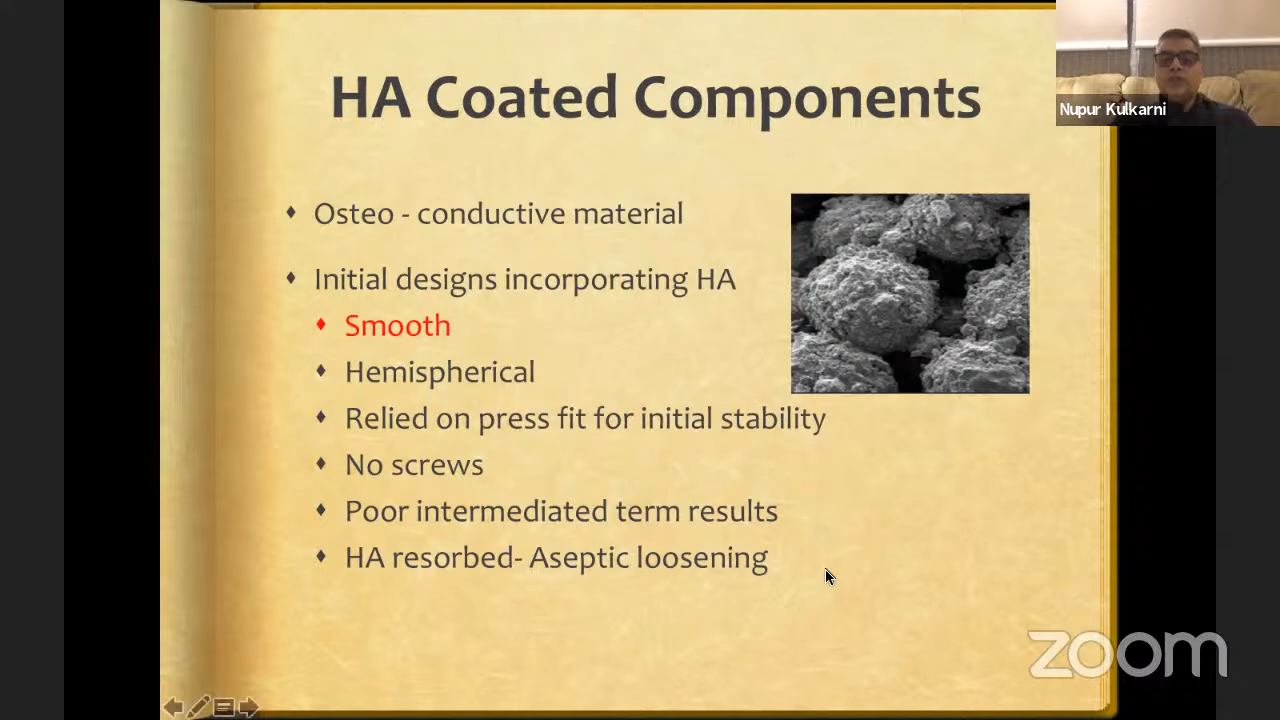 HA Coated Components
Nupur Kulkarni
Osteo - conductive material
Initial designs incorporating HA
Smooth
Hemispherical
Relied on press fit for initial stability
No screws
Poor intermediated term results
HA resorbed- Aseptic loosening
zoom